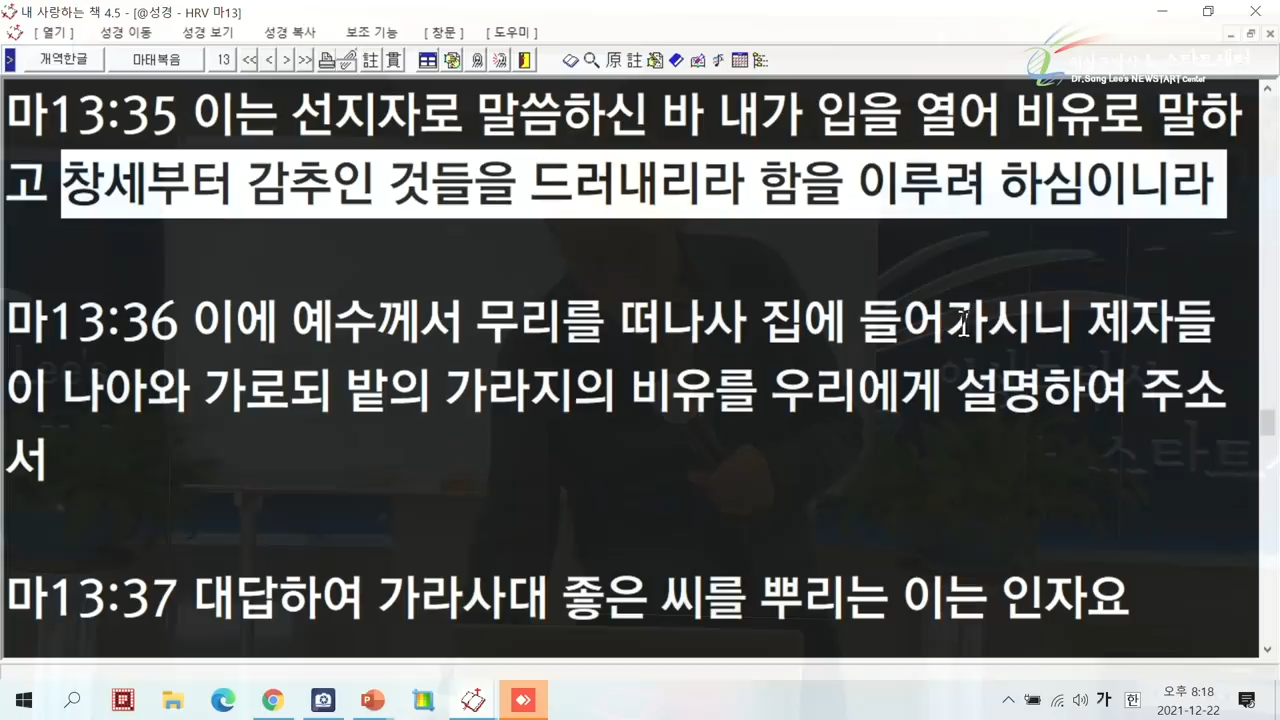 내 사랑하는 책 4.5 - [@성경 - HRV 마13]
[ 열기 ] 성경 이동 성경 보기 성경 복사 보조 기능 [ 창문 ] [ 도우미 ]
> 개역한글 마태복음 13 << < > >> 註 貫 原 註
Dr.Sang Lee's NEWSTART Center
마13:35 이는 선지자로 말씀하신 바 내가 입을 열어 비유로 말하
고 창세부터 감추인 것들을 드러내리라 함을 이루려 하심이니라
마13:36 이에 예수께서 무리를 떠나사 집에 들어가시니 제자들
이 나아와 가로되 밭의 가라지의 비유를 우리에게 설명하여 주소
서
마13:37 대답하여 가라사대 좋은 씨를 뿌리는 이는 인자요
가 한 오후 8:18
2021-12-22